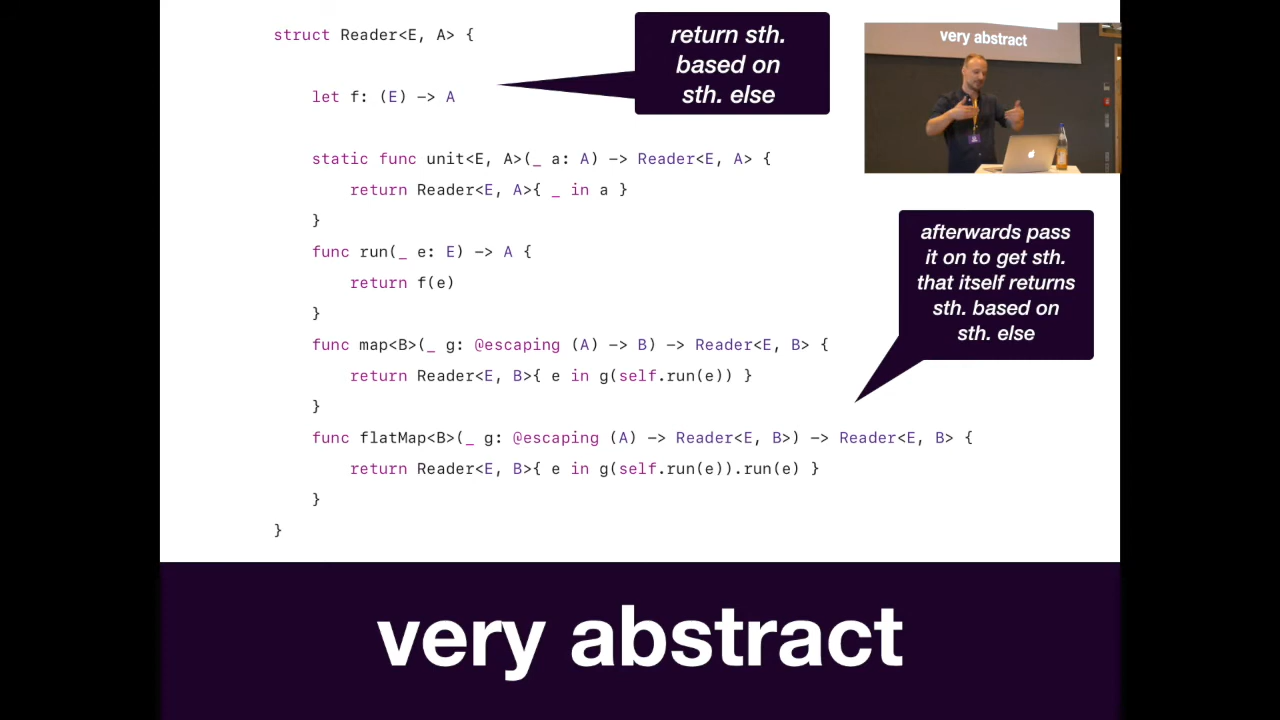 struct Reader<E, A> {
let f: (E) -> A
static func unit<E, A>(_ a: A) -> Reader<E, A> {
return Reader<E, A>{ _ in a }
}
func run(_ e: E) -> A {
return f(e)
}
func map<B>(_ g: @escaping (A) -> B) -> Reader<E, B> {
return Reader<E, B>{ e in g(self.run(e)) }
}
func flatMap<B>(_ g: @escaping (A) -> Reader<E, B>) -> Reader<E, B> {
return Reader<E, B>{ e in g(self.run(e)).run(e) }
}
}
return sth.
based on
sth. else
very abstract
afterwards pass
it on to get sth.
that itself returns
sth. based on
sth. else
very abstract